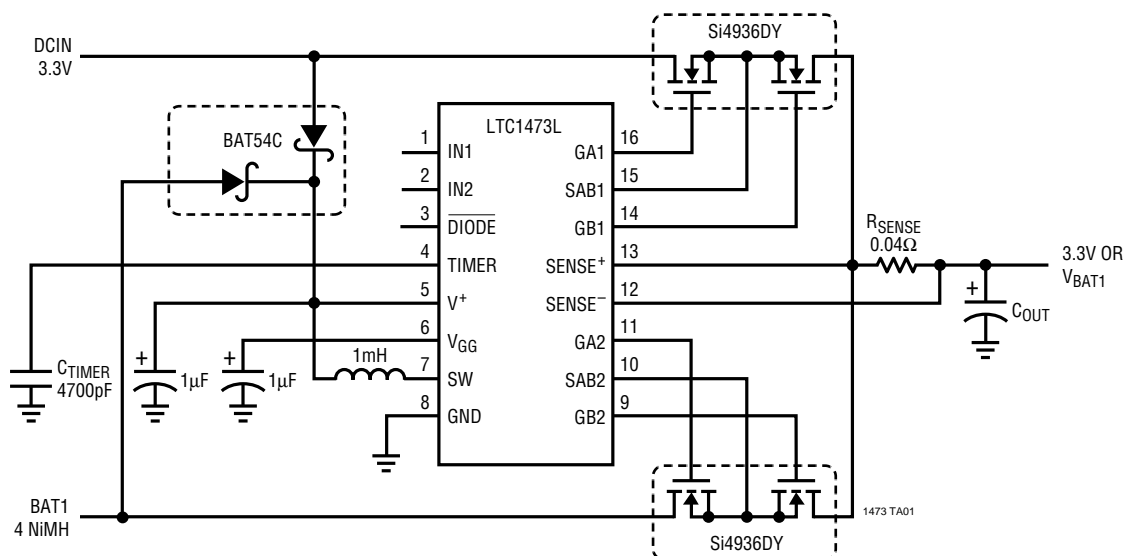 Si4936DY
DCIN
3.3V
BAT54C
LTC1473L
1
IN1
2
IN2
3
DIODE
4
TIMER
5
V+
6
VGG
7
SW
8
GND
16
GA1
15
SAB1
14
GB1
13
SENSE+
12
SENSE–
11
GA2
10
SAB2
9
GB2
RSENSE
0.04Ω
3.3V OR
VBAT1
+
COUT
CTIMER
4700pF
+
1µF
+
1µF
1mH
BAT1
4 NiMH
1473 TA01
Si4936DY